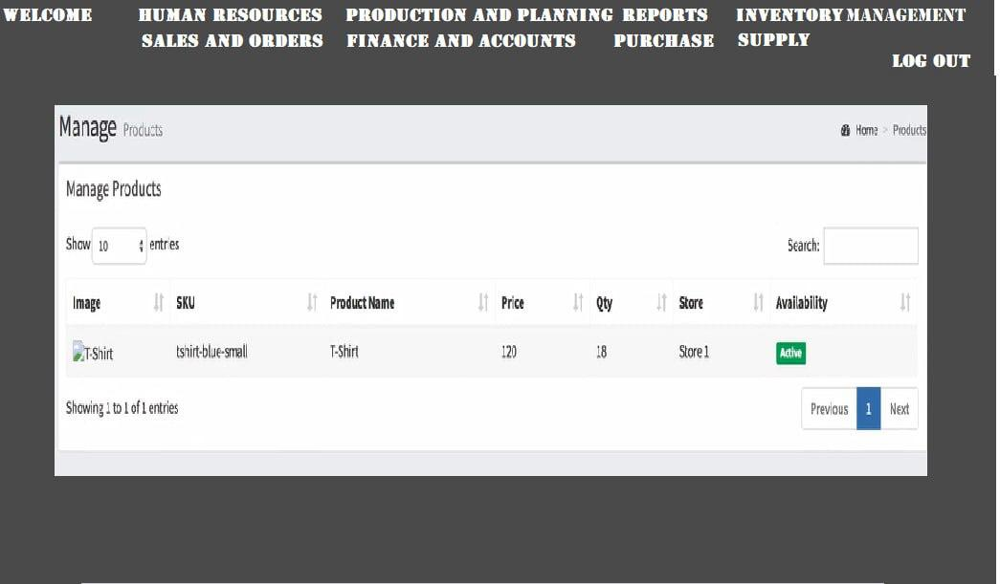 WELCOME HUMAN RESOURCES PRODUCTION AND PLANNING REPORTS INVENTORY MANAGEMENT
SALES AND ORDERS FINANCE AND ACCOUNTS PURCHASE SUPPLY
LOG OUT
Manage Products Home > Products
Manage Products
Show 10 entries Search:
Image SKU Product Name Price Qty Store Availability
T-Shirt tshirt-blue-small T-Shirt 120 18 Store 1 Active
Showing 1 to 1 of 1 entries Previous 1 Next